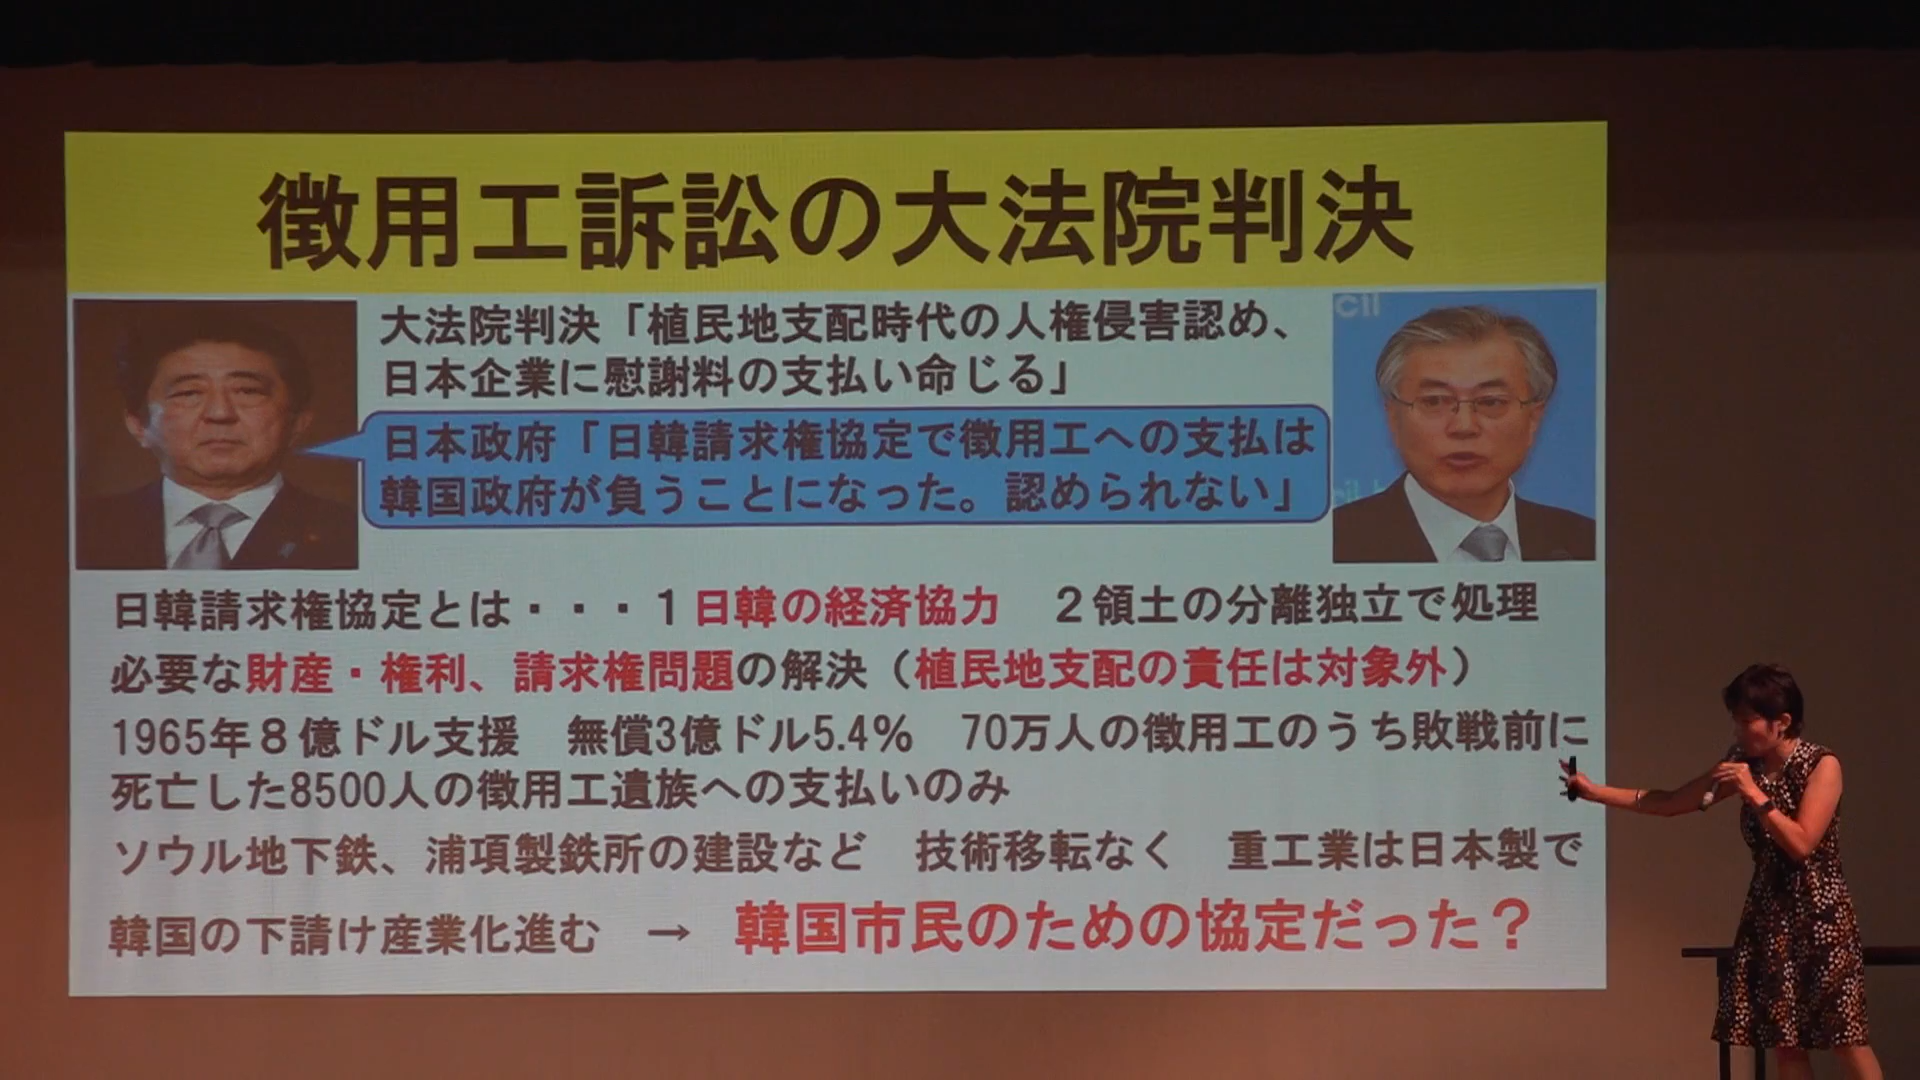 徴用工訴訟の大法院判決
大法院判決「植民地支配時代の人権侵害認め、
日本企業に慰謝料の支払い命じる」
日本政府「日韓請求権協定で徴用工への支払は
韓国政府が負うことになった。認められない」
cil
日韓請求権協定とは・・・１日韓の経済協力　２領土の分離独立で処理
必要な財産・権利、請求権問題の解決（植民地支配の責任は対象外）
1965年８億ドル支援　無償3億ドル5.4％　70万人の徴用工のうち敗戦前に
死亡した8500人の徴用工遺族への支払いのみ
ソウル地下鉄、浦項製鉄所の建設など　技術移転なく　重工業は日本製で
韓国の下請け産業化進む　→　韓国市民のための協定だった？